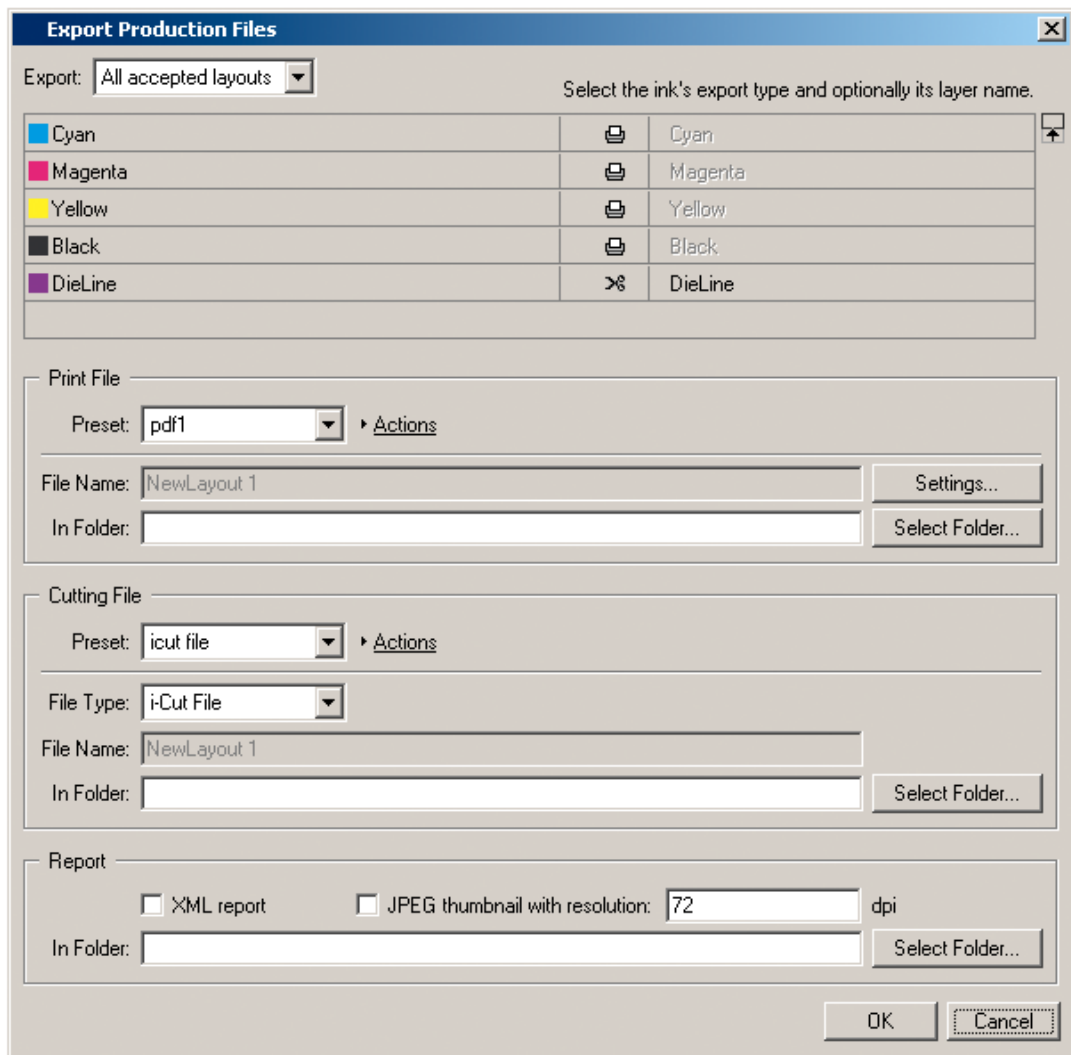 Export Production Files
Export: All accepted layouts
Select the ink's export type and optionally its layer name.
Cyan Cyan
Magenta Magenta
Yellow Yellow
Black Black
DieLine DieLine
Print File
Preset: pdf1 Actions
File Name: NewLayout 1 Settings...
In Folder: Select Folder...
Cutting File
Preset: icut file Actions
File Type: i-Cut File
File Name: NewLayout 1
In Folder: Select Folder...
Report
XML report JPEG thumbnail with resolution: 72 dpi
In Folder: Select Folder...
OK Cancel